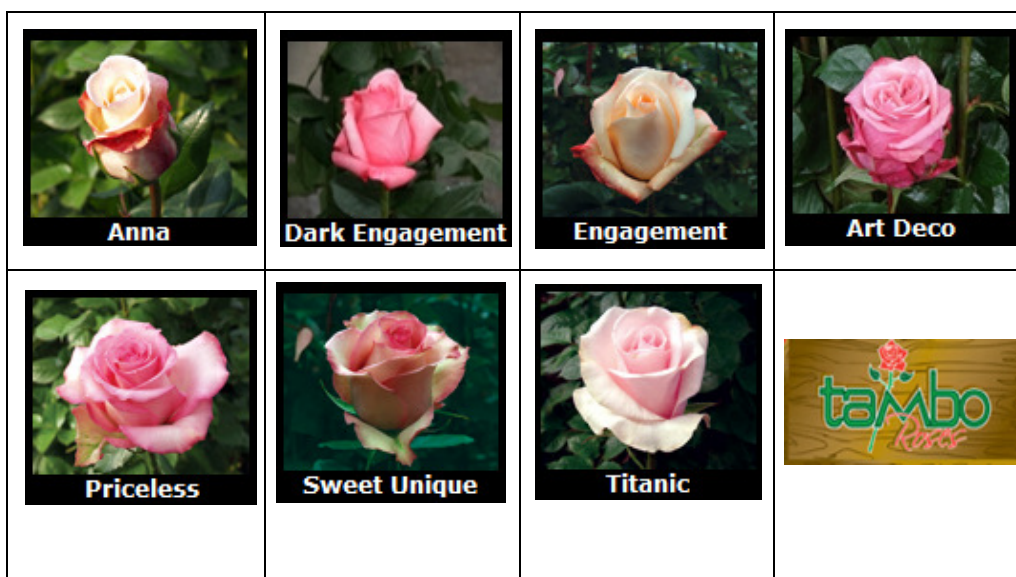 Anna
Dark Engagement
Engagement
Art Deco
Priceless
Sweet Unique
Titanic
tambo
Roses